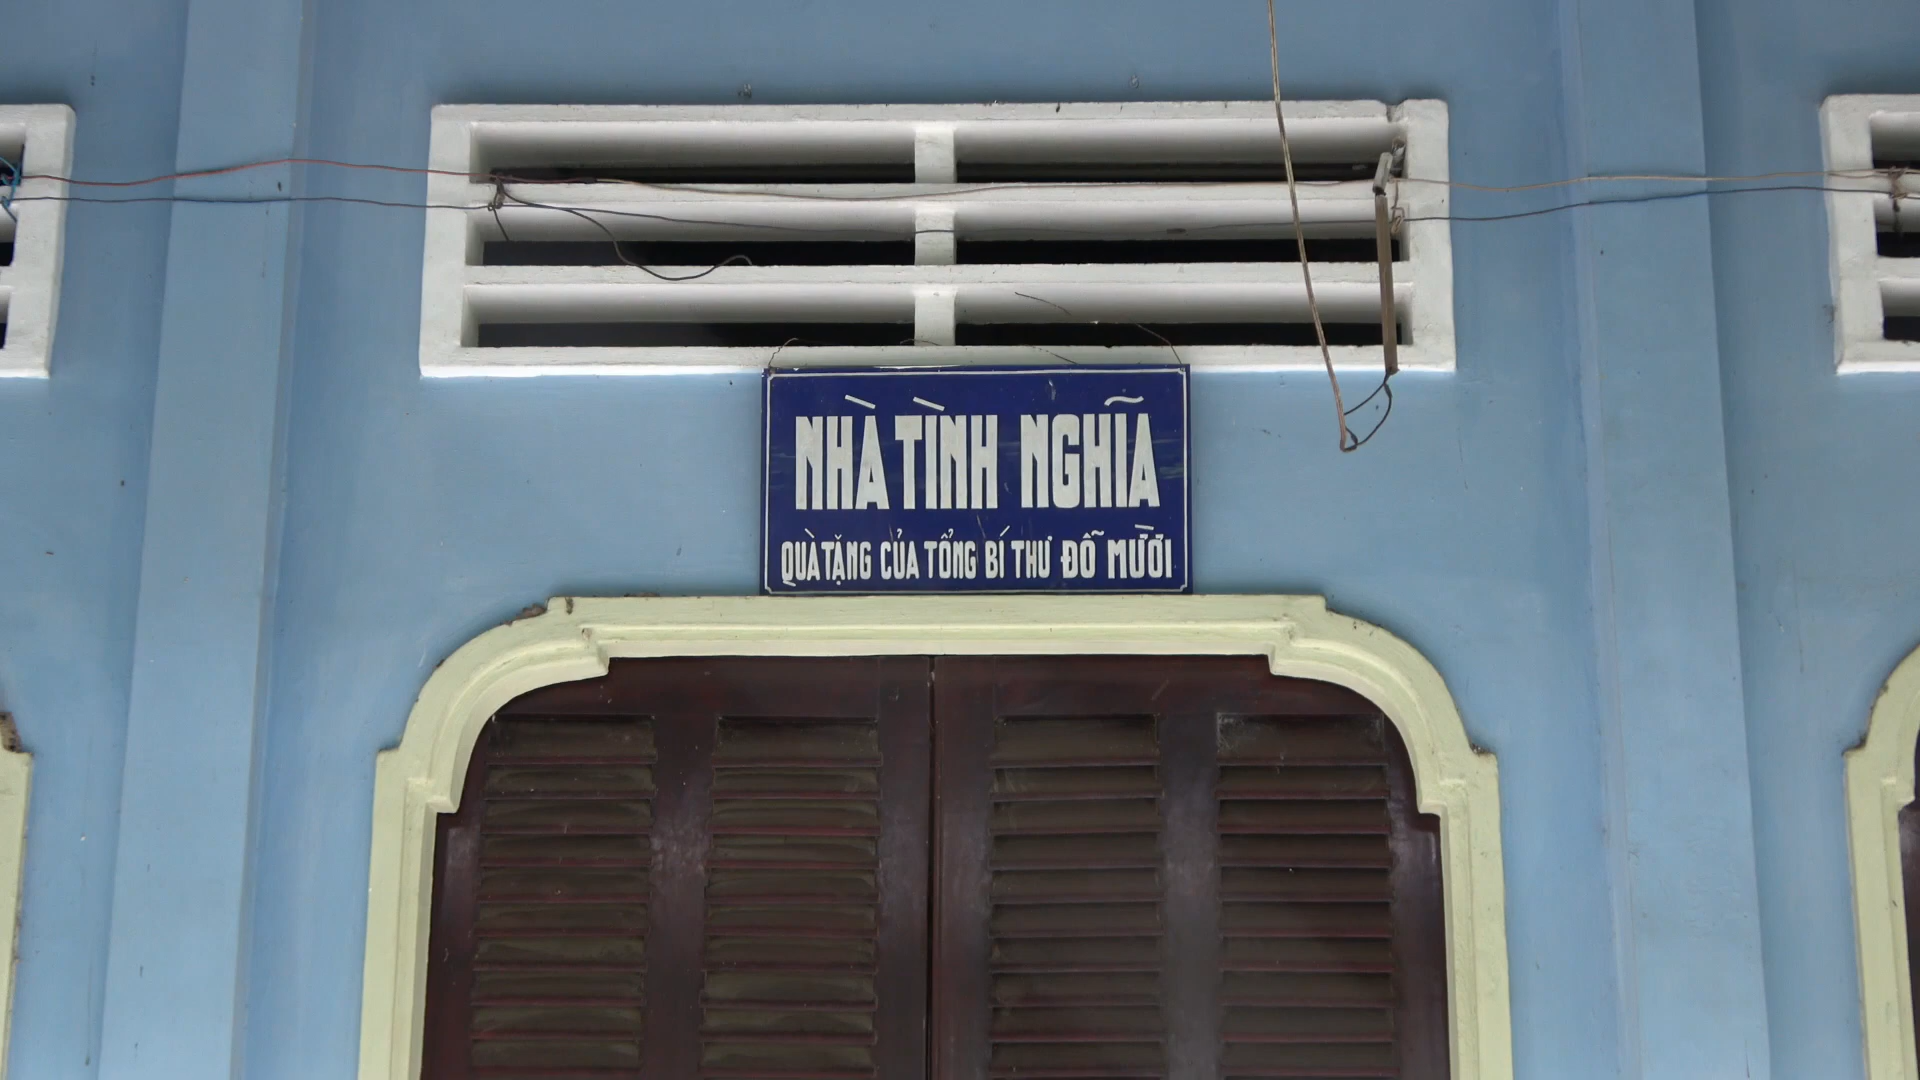 NHÀ TÌNH NGHĨA
QUÀ TẶNG CỦA TỔNG BÍ THƯ ĐỖ MƯỜI